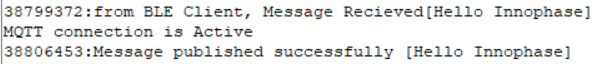 38799372:from BLE Client, Message Recieved[Hello Innophase]
MQTT connection is Active
38806453:Message published successfully [Hello Innophase]